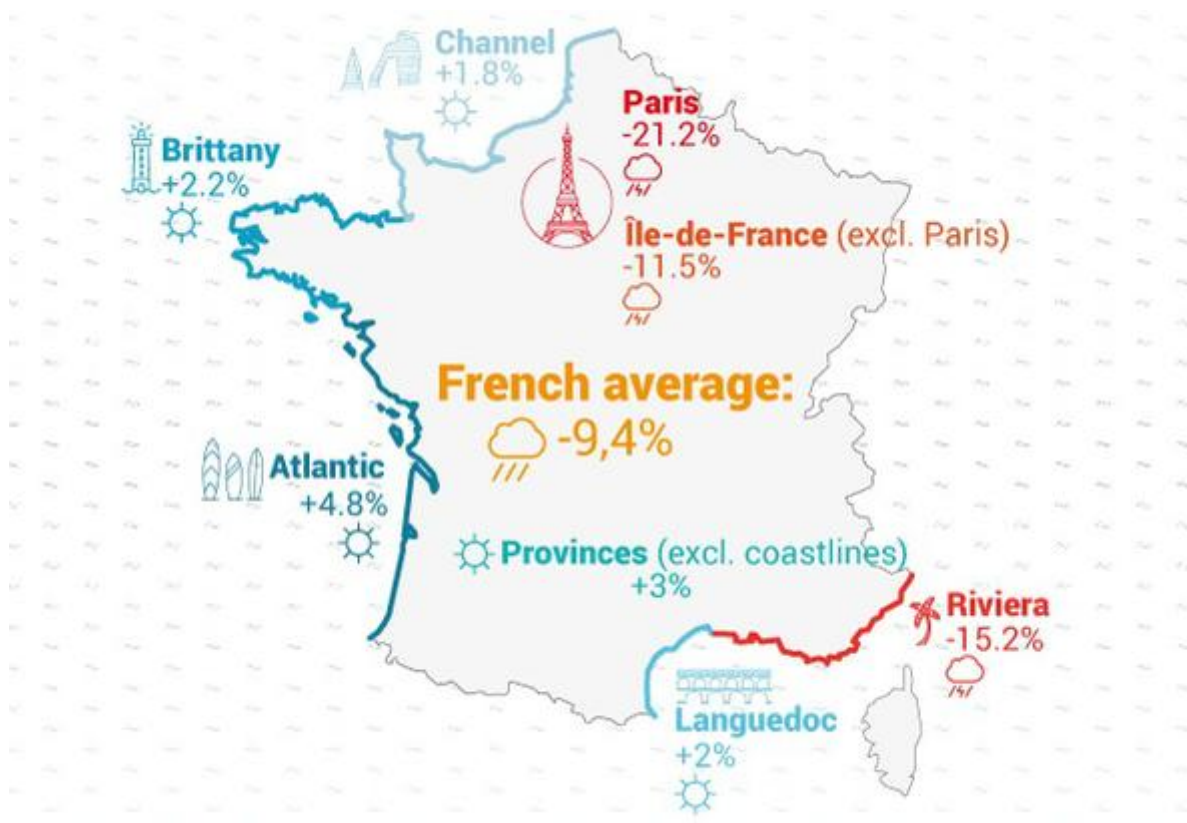 Channel
+1.8%
Paris
-21.2%
Brittany
+2.2%
Île-de-France (excl. Paris)
-11.5%
French average:
-9,4%
Atlantic
+4.8%
Provinces (excl. coastlines)
+3%
Riviera
-15.2%
Languedoc
+2%